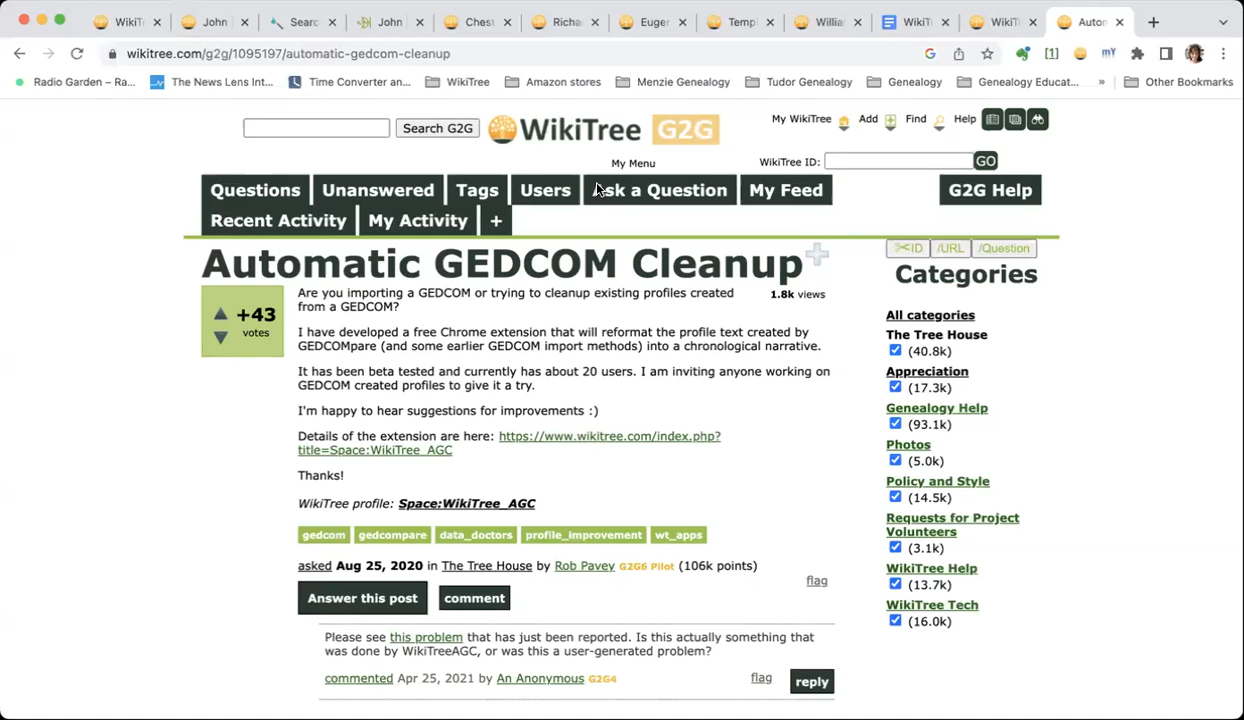 WikiTre
John
Searc
John
Chest
Richa
Euger
Templ
Willia
WikiT
WikiT
Auton
wikitree.com/g2g/1095197/automatic-gedcom-cleanup
Radio Garden – Ra...
The News Lens Int...
Time Converter an...
WikiTree
Amazon stores
Menzie Genealogy
Tudor Genealogy
Genealogy
Genealogy Educat...
»
Other Bookmarks
Search G2G
WikiTree G2G
My WikiTree
Add
Find
Help
My Menu
WikiTree ID:
GO
Questions
Unanswered
Tags
Users
Ask a Question
My Feed
G2G Help
Recent Activity
My Activity
+
Automatic GEDCOM Cleanup
+43
votes
Are you importing a GEDCOM or trying to cleanup existing profiles created
from a GEDCOM?
1.8k views
I have developed a free Chrome extension that will reformat the profile text created by
GEDCOMpare (and some earlier GEDCOM import methods) into a chronological narrative.
It has been beta tested and currently has about 20 users. I am inviting anyone working on
GEDCOM created profiles to give it a try.
I'm happy to hear suggestions for improvements :)
Details of the extension are here: https://www.wikitree.com/index.php?
title=Space:WikiTree_AGC
Thanks!
WikiTree profile: Space:WikiTree_AGC
gedcom
gedcompare
data_doctors
profile_improvement
wt_apps
asked Aug 25, 2020 in The Tree House by Rob Pavey G2G6 Pilot (106k points)
flag
Answer this post
comment
Please see this problem that has just been reported. Is this actually something that
was done by WikiTreeAGC, or was this a user-generated problem?
commented Apr 25, 2021 by An Anonymous G2G4
flag
reply
ID
/URL
/Question
Categories
All categories
The Tree House
(40.8k)
Appreciation
(17.3k)
Genealogy Help
(93.1k)
Photos
(5.0k)
Policy and Style
(14.5k)
Requests for Project
Volunteers
(3.1k)
WikiTree Help
(13.7k)
WikiTree Tech
(16.0k)